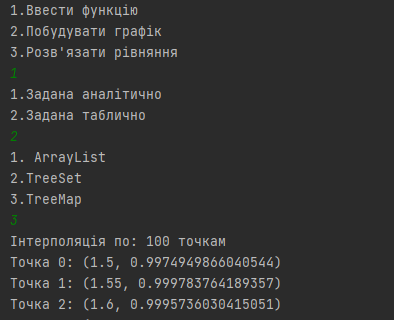 1.Ввести функцію
2.Побудувати графік
3.Розв'язати рівняння
1
1.Задана аналітично
2.Задана таблично
2
1. ArrayList
2.TreeSet
3.TreeMap
3
Інтерполяція по: 100 точкам
Точка 0: (1.5, 0.9974949866040544)
Точка 1: (1.55, 0.999783764189357)
Точка 2: (1.6, 0.9995736030415051)